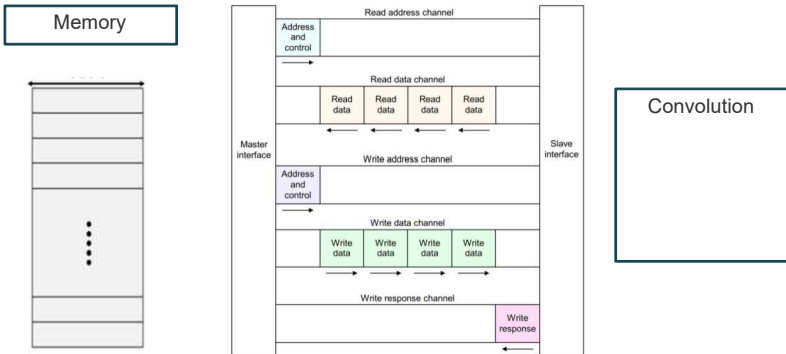 Memory
Read address channel
Address
and
control
Read data channel
Read
data
Read
data
Read
data
Read
data
Master
interface
Slave
interface
Convolution
Write address channel
Address
and
control
Write data channel
Write
data
Write
data
Write
data
Write
data
Write response channel
Write
response